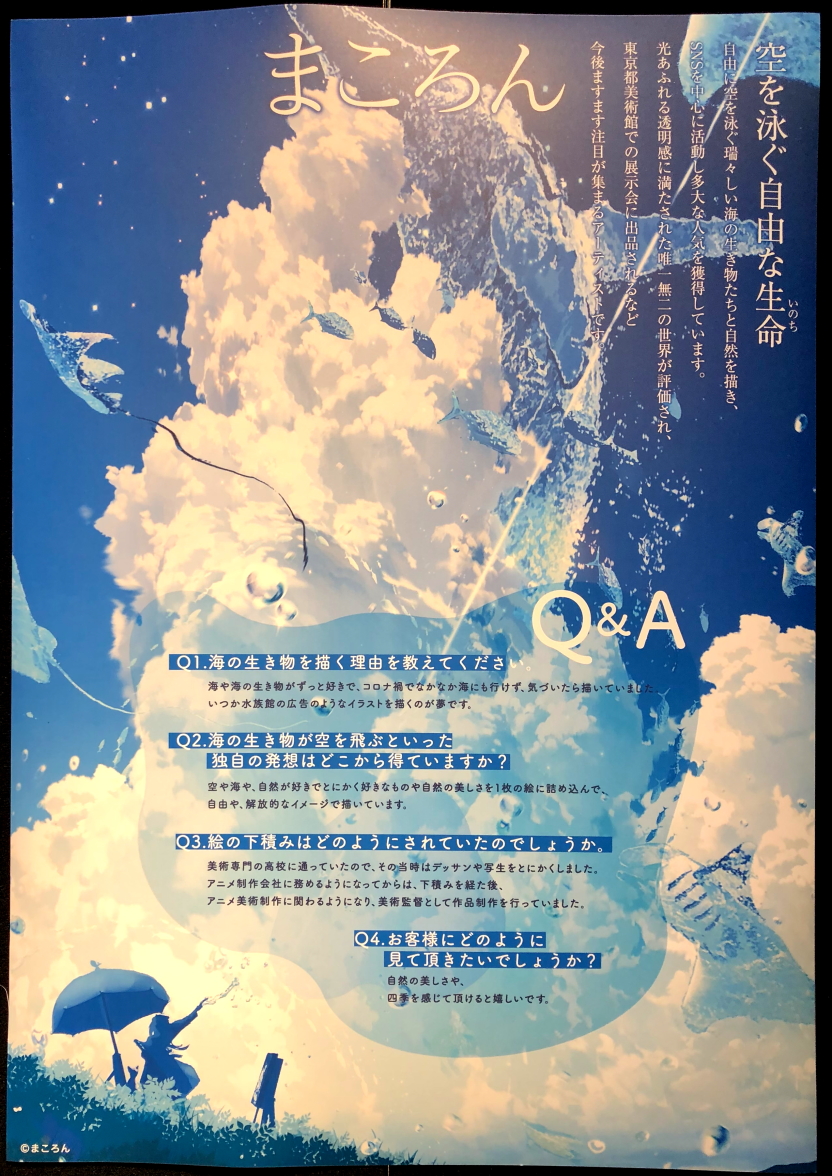 まころん
空を泳ぐ自由な生命
いのち
自由に空を泳ぐ瑞々しい海の生き物たちと自然を描き、
SNSを中心に活動し多大な人気を獲得しています。
光あふれる透明感に満たされた唯一無二の世界が評価され、
東京都美術館での展示会に出品されるなど
今後ますます注目が集まるアーティストです。
Q&A
Q1.海の生き物を描く理由を教えてください。
海や海の生き物がずっと好きで、コロナ禍でなかなか海にも行けず、気づいたら描いていました。
いつか水族館の広告のようなイラストを描くのが夢です。
Q2.海の生き物が空を飛ぶといった
独自の発想はどこから得ていますか?
空や海や、自然が好きでとにかく好きなものや自然の美しさを1枚の絵に詰め込んで、
自由や、解放的なイメージで描いています。
Q3.絵の下積みはどのようにされていたのでしょうか。
美術専門の高校に通っていたので、その当時はデッサンや写生をとにかくしました。
アニメ制作会社に務めるようになってからは、下積みを経た後、
アニメ美術制作に関わるようになり、美術監督として作品制作を行っていました。
Q4.お客様にどのように
見て頂きたいでしょうか?
自然の美しさや、
四季を感じて頂けると嬉しいです。
©まころん